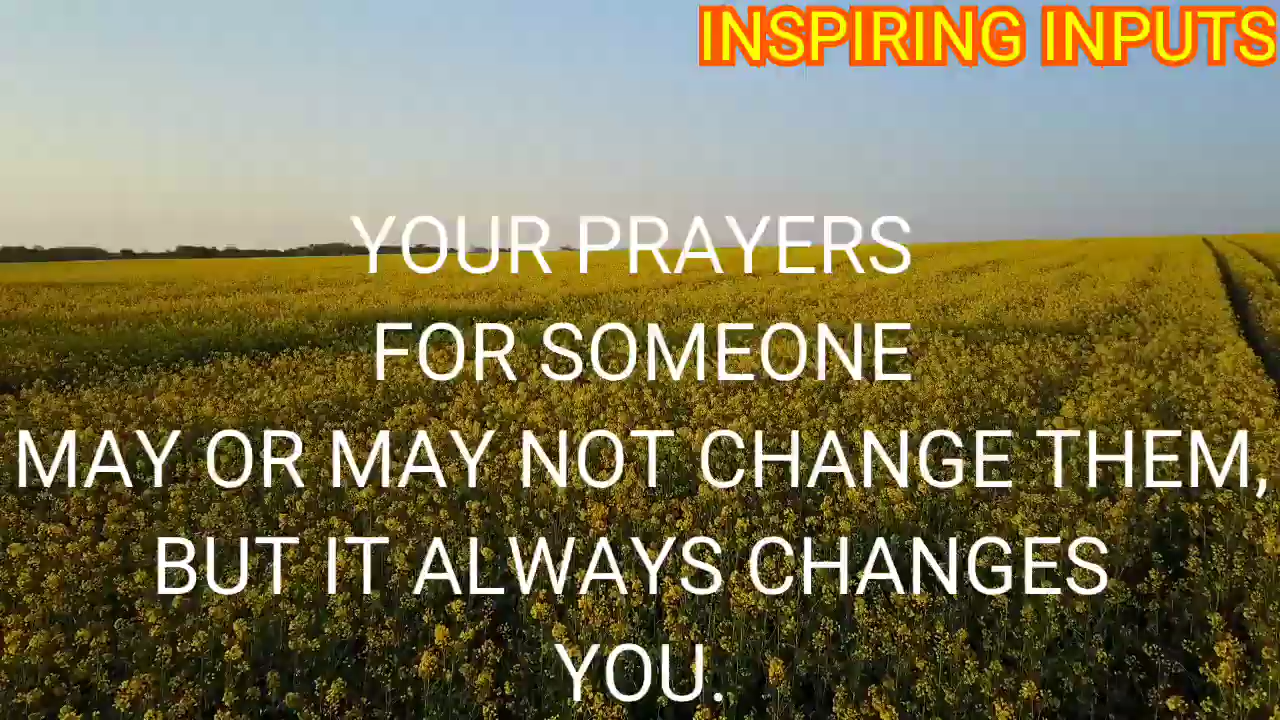 INSPIRING INPUTS
YOUR PRAYERS
FOR SOMEONE
MAY OR MAY NOT CHANGE THEM,
BUT IT ALWAYS CHANGES
YOU.